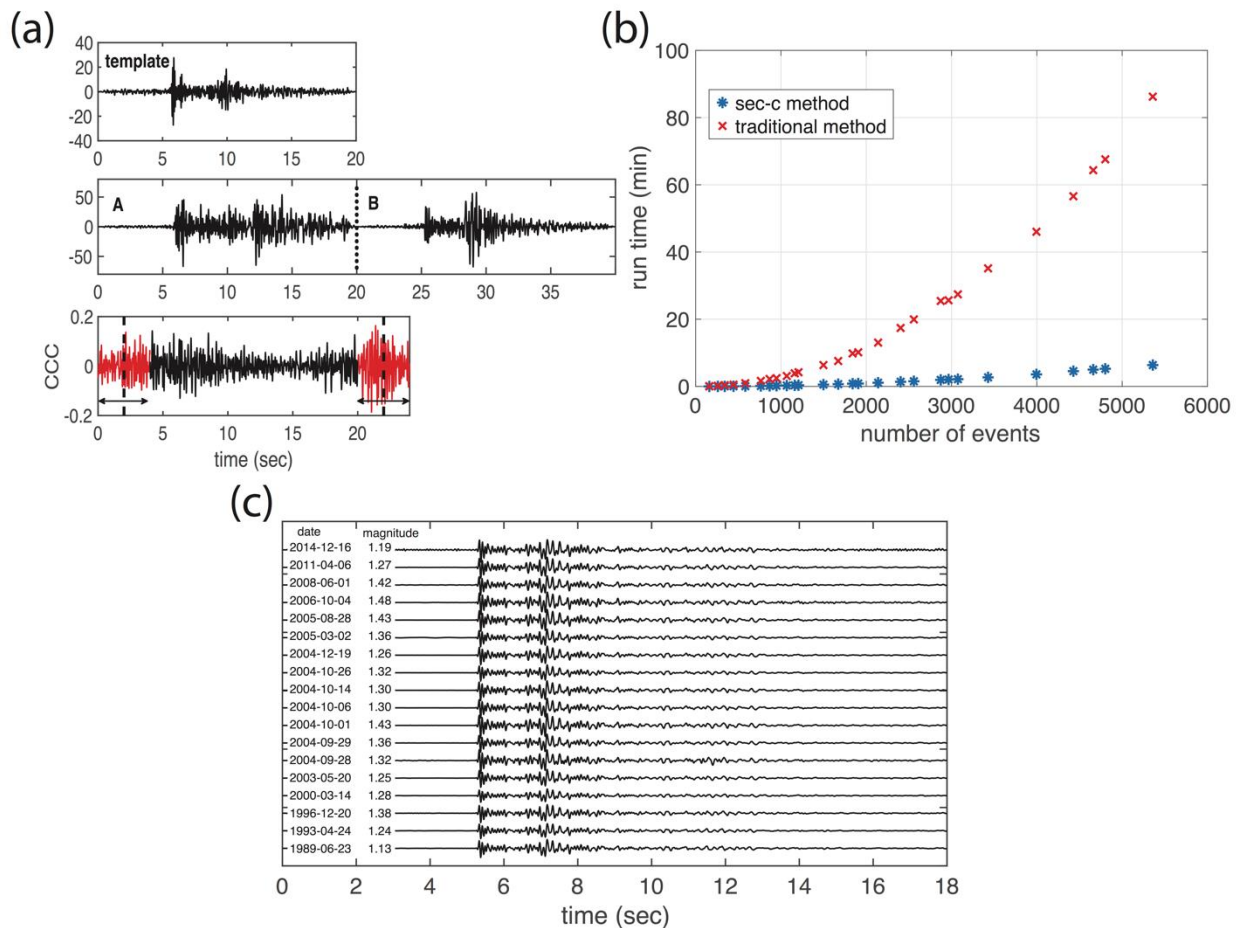 (a)
template
40
20
0
-20
-40
0 5 10 15 20
A B
50
0
-50
0 5 10 15 20 25 30 35
0.2
0
-0.2
CCC
0 5 10 15 20
time (sec)
(b)
100
80
60
40
20
0
run time (min)
sec-c method
traditional method
0 1000 2000 3000 4000 5000 6000
number of events
(c)
date magnitude
2014-12-16 1.19
2011-04-06 1.27
2008-06-01 1.42
2006-10-04 1.48
2005-08-28 1.43
2005-03-02 1.36
2004-12-19 1.26
2004-10-26 1.32
2004-10-14 1.30
2004-10-06 1.30
2004-10-01 1.43
2004-09-29 1.36
2004-09-28 1.32
2003-05-20 1.25
2000-03-14 1.28
1996-12-20 1.38
1993-04-24 1.24
1989-06-23 1.13
0 2 4 6 8 10 12 14 16 18
time (sec)